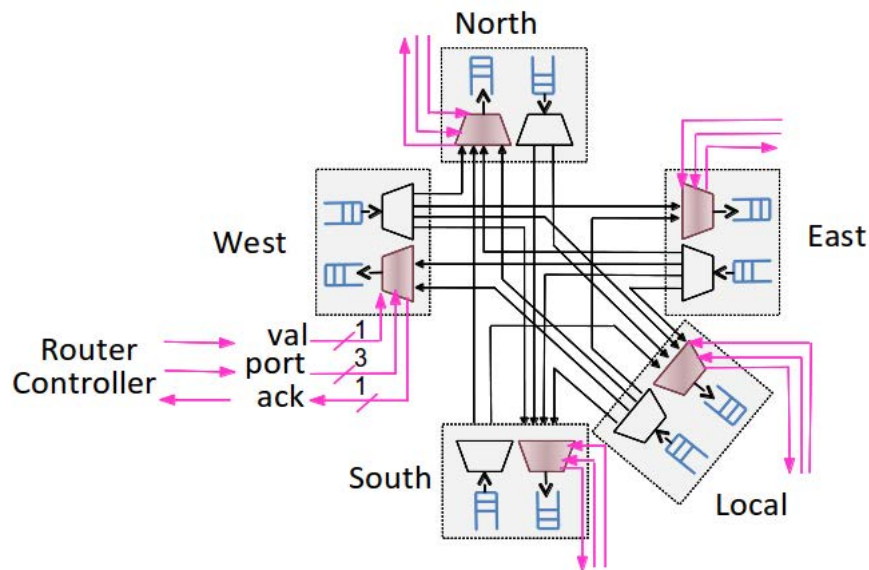 North
West
East
Router
Controller
val
1
port
3
ack
1
South
Local